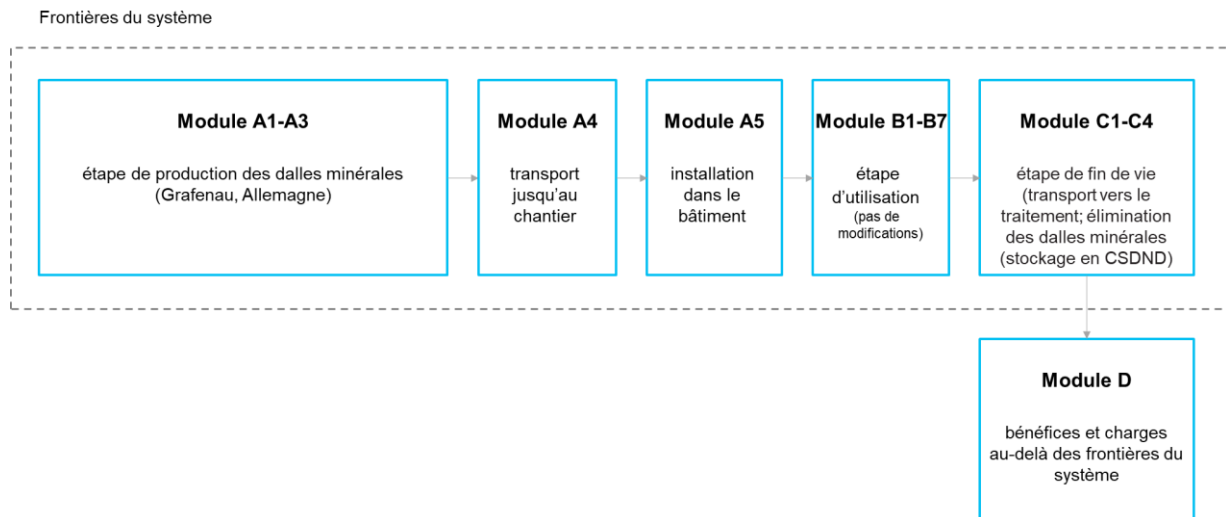 Frontières du système
Module A1-A3
étape de production des dalles minérales
(Grafenau, Allemagne)
Module A4
transport
jusqu'au
chantier
Module A5
installation
dans le
bâtiment
Module B1-B7
étape
d'utilisation
(pas de
modifications)
Module C1-C4
étape de fin de vie
(transport vers le
traitement; élimination
des dalles minérales
(stockage en CSDND)
Module D
bénéfices et charges
au-delà des frontières du
système